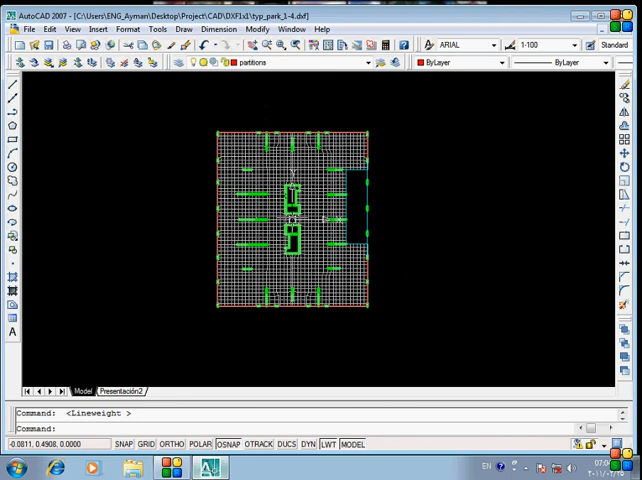 AutoCAD 2007 - [C:\Users\ENG_Ayman\Desktop\Project\CAD\DXF1x1\typ_park_1-4.dxf]
File Edit View Insert Format Tools Draw Dimension Modify Window Help
ARIAL 1-100 Standard
partitions ByLayer ByLayer
Y
X
Model Presentación2
Command: <Lineweight >
Command:
-0.0811, 0.4908, 0.0000 SNAP GRID ORTHO POLAR OSNAP OTRACK DUCS DYN LWT MODEL
EN